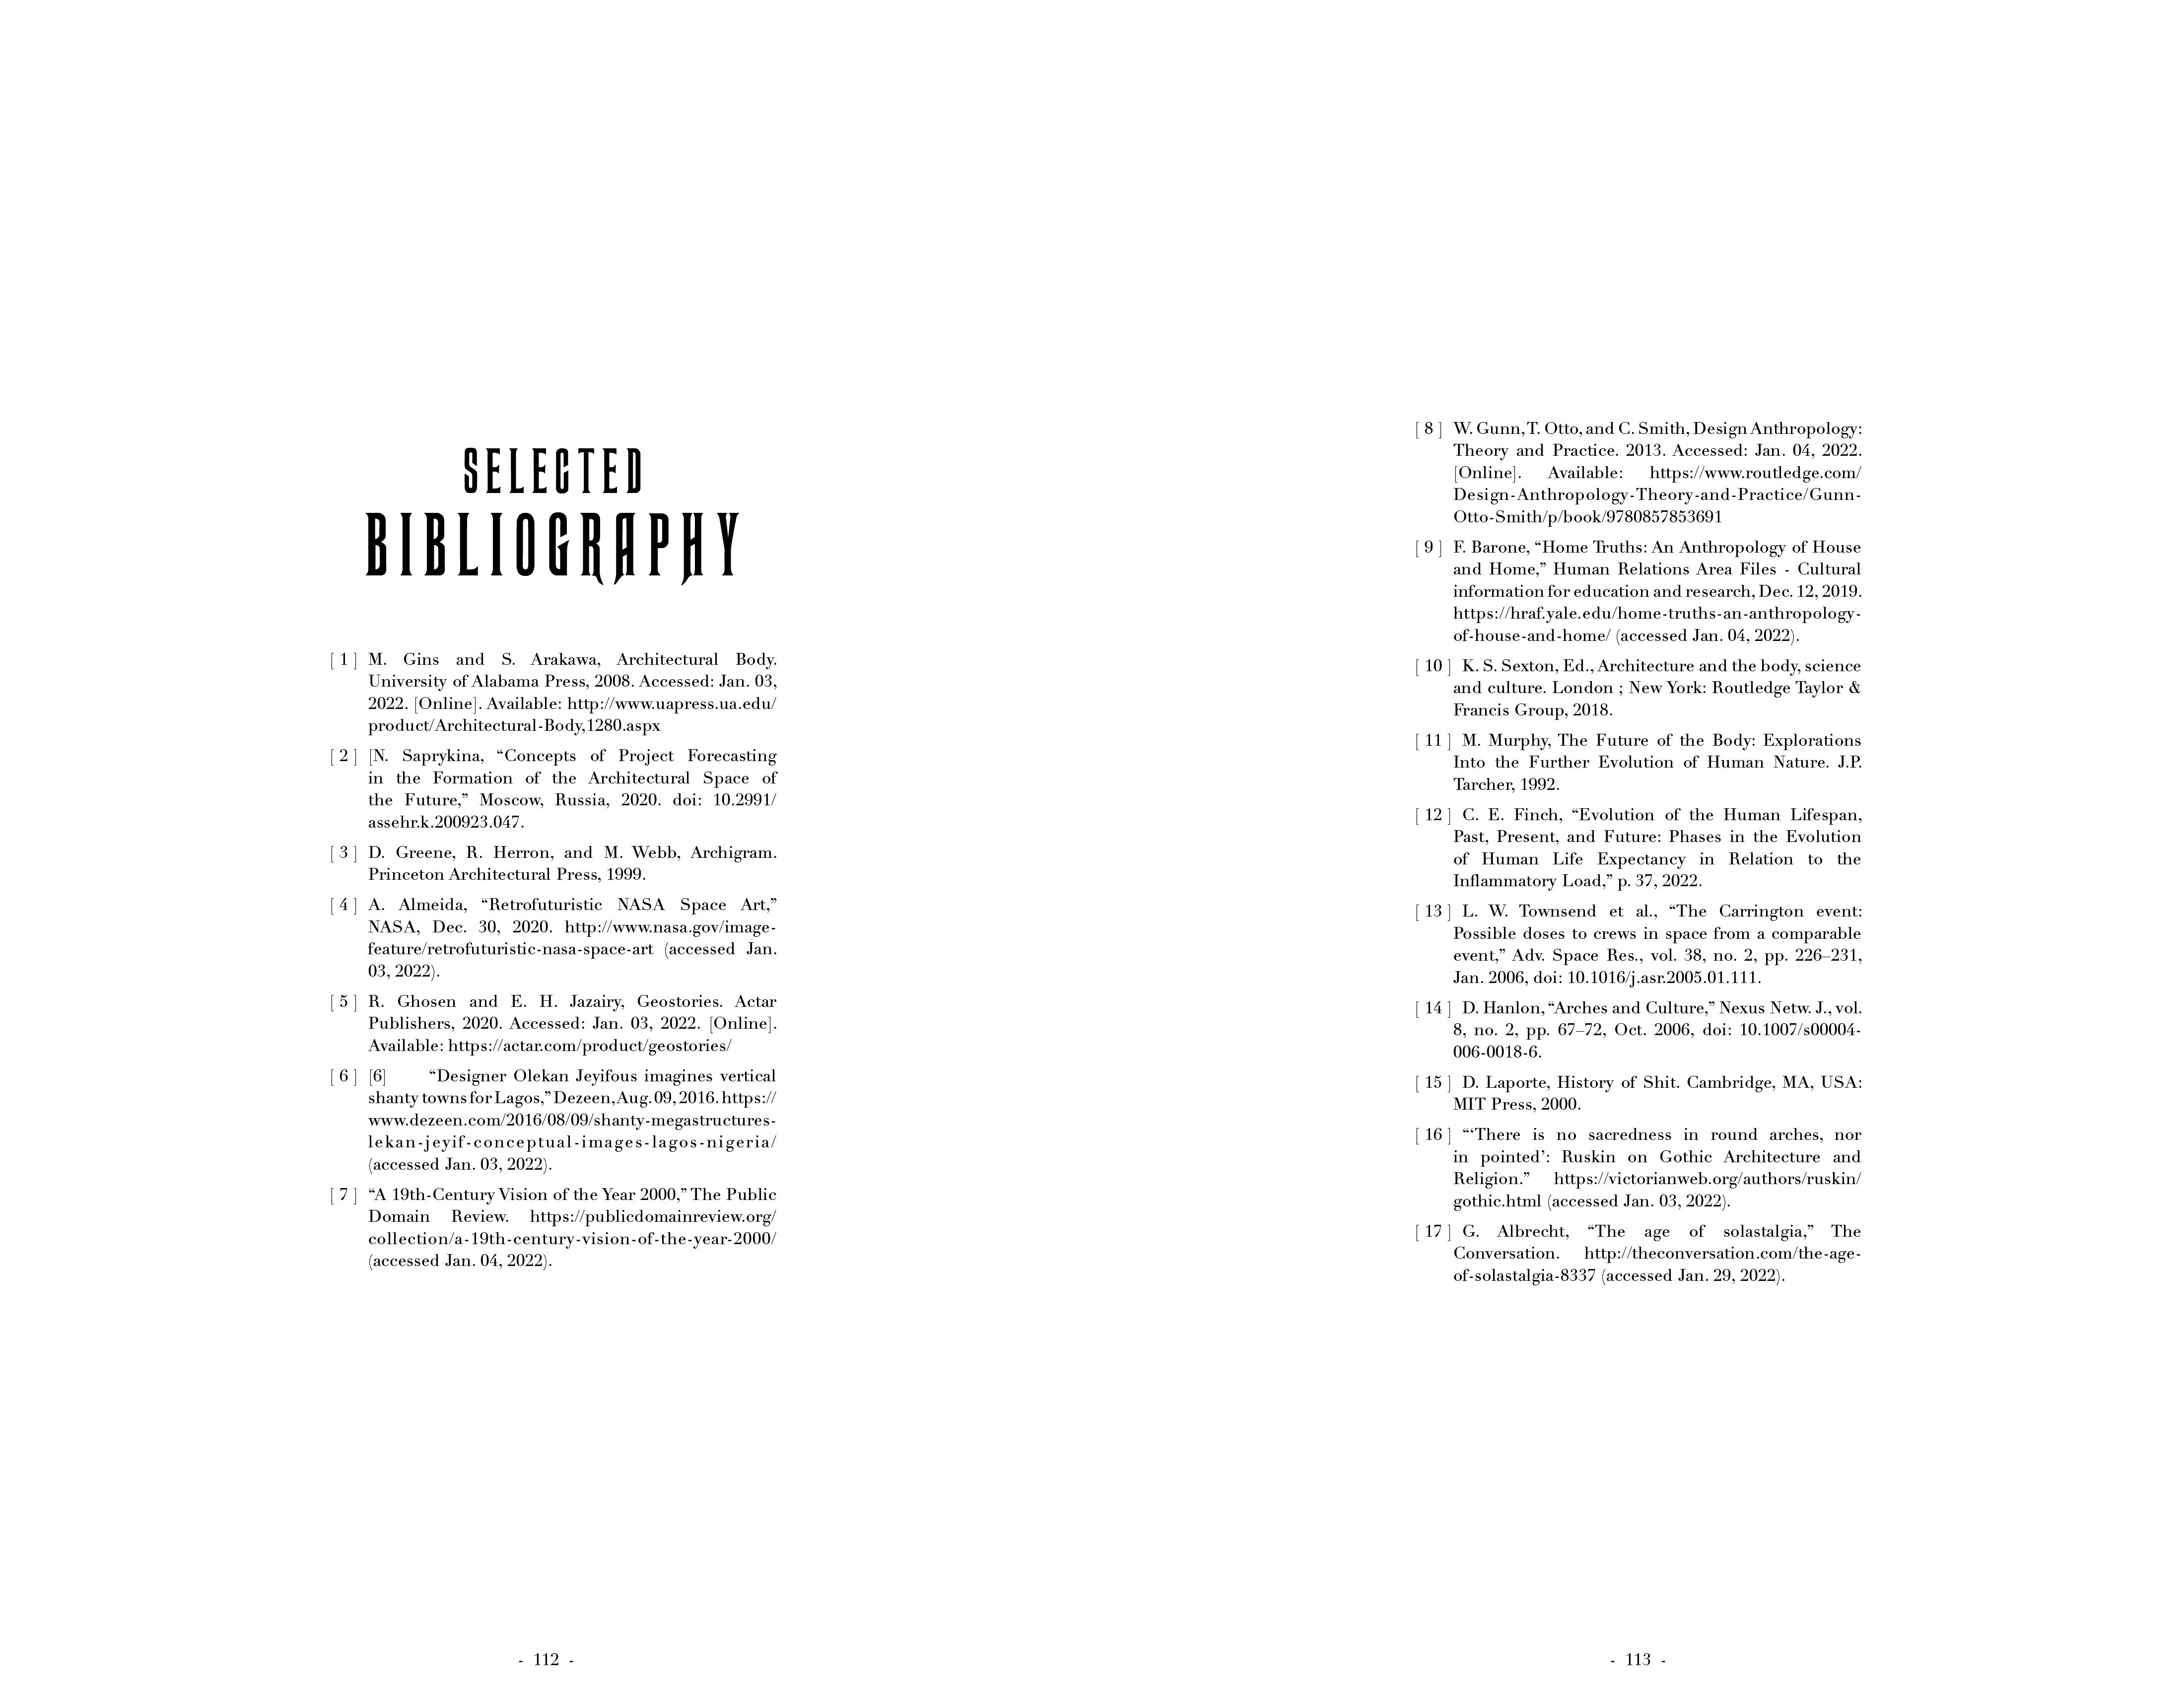 SELECTED
BIBLIOGRAPHY
[ 1 ] M. Gins and S. Arakawa, Architectural Body.
University of Alabama Press, 2008. Accessed: Jan. 03,
2022. [Online]. Available: http://www.uapress.ua.edu/
product/Architectural-Body,1280.aspx
[ 2 ] [N. Saprykina, “Concepts of Project Forecasting
in the Formation of the Architectural Space of
the Future,” Moscow, Russia, 2020. doi: 10.2991/
assehr.k.200923.047.
[ 3 ] D. Greene, R. Herron, and M. Webb, Archigram.
Princeton Architectural Press, 1999.
[ 4 ] A. Almeida, “Retrofuturistic NASA Space Art,”
NASA, Dec. 30, 2020. http://www.nasa.gov/image-
feature/retrofuturistic-nasa-space-art (accessed Jan.
03, 2022).
[ 5 ] R. Ghosen and E. H. Jazairy, Geostories. Actar
Publishers, 2020. Accessed: Jan. 03, 2022. [Online].
Available: https://actar.com/product/geostories/
[ 6 ] [6] “Designer Olekan Jeyifous imagines vertical
shanty towns for Lagos,” Dezeen, Aug. 09, 2016. https://
www.dezeen.com/2016/08/09/shanty-megastructures-
lekan-jeyif-conceptual-images-lagos-nigeria/
(accessed Jan. 03, 2022).
[ 7 ] “A 19th-Century Vision of the Year 2000,” The Public
Domain Review. https://publicdomainreview.org/
collection/a-19th-century-vision-of-the-year-2000/
(accessed Jan. 04, 2022).
- 112 -
[ 8 ] W. Gunn, T. Otto, and C. Smith, Design Anthropology:
Theory and Practice. 2013. Accessed: Jan. 04, 2022.
[Online]. Available: https://www.routledge.com/
Design-Anthropology-Theory-and-Practice/Gunn-
Otto-Smith/p/book/9780857853691
[ 9 ] F. Barone, “Home Truths: An Anthropology of House
and Home,” Human Relations Area Files - Cultural
information for education and research, Dec. 12, 2019.
https://hraf.yale.edu/home-truths-an-anthropology-
of-house-and-home/ (accessed Jan. 04, 2022).
[ 10 ] K. S. Sexton, Ed., Architecture and the body, science
and culture. London ; New York: Routledge Taylor &
Francis Group, 2018.
[ 11 ] M. Murphy, The Future of the Body: Explorations
Into the Further Evolution of Human Nature. J.P.
Tarcher, 1992.
[ 12 ] C. E. Finch, “Evolution of the Human Lifespan,
Past, Present, and Future: Phases in the Evolution
of Human Life Expectancy in Relation to the
Inflammatory Load,” p. 37, 2022.
[ 13 ] L. W. Townsend et al., “The Carrington event:
Possible doses to crews in space from a comparable
event,” Adv. Space Res., vol. 38, no. 2, pp. 226–231,
Jan. 2006, doi: 10.1016/j.asr.2005.01.111.
[ 14 ] D. Hanlon, “Arches and Culture,” Nexus Netw. J., vol.
8, no. 2, pp. 67–72, Oct. 2006, doi: 10.1007/s00004-
006-0018-6.
[ 15 ] D. Laporte, History of Shit. Cambridge, MA, USA:
MIT Press, 2000.
[ 16 ] “‘There is no sacredness in round arches, nor
in pointed’: Ruskin on Gothic Architecture and
Religion.” https://victorianweb.org/authors/ruskin/
gothic.html (accessed Jan. 03, 2022).
[ 17 ] G. Albrecht, “The age of solastalgia,” The
Conversation. http://theconversation.com/the-age-
of-solastalgia-8337 (accessed Jan. 29, 2022).
- 113 -